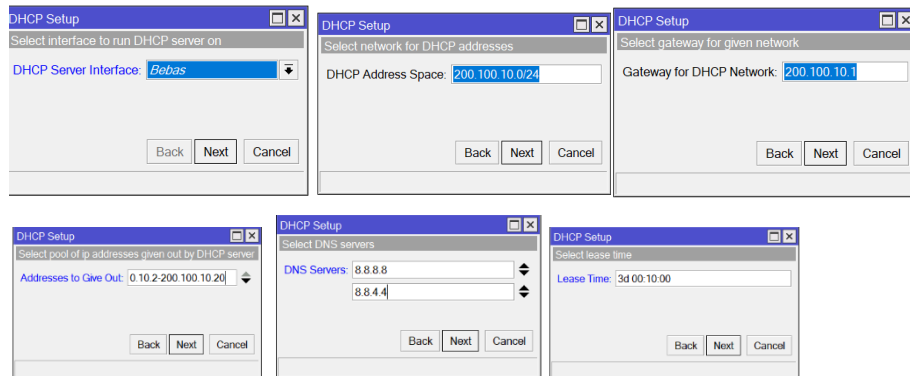 DHCP Setup
Select interface to run DHCP server on
DHCP Server Interface: Bebas
Back Next Cancel
DHCP Setup
Select network for DHCP addresses
DHCP Address Space: 200.100.10.0/24
Back Next Cancel
DHCP Setup
Select gateway for given network
Gateway for DHCP Network: 200.100.10.1
Back Next Cancel
DHCP Setup
Select pool of ip addresses given out by DHCP server
Addresses to Give Out: 0.10.2-200.100.10.20
Back Next Cancel
DHCP Setup
Select DNS servers
DNS Servers: 8.8.8.8
8.8.4.4
Back Next Cancel
DHCP Setup
Select lease time
Lease Time: 3d 00:10:00
Back Next Cancel